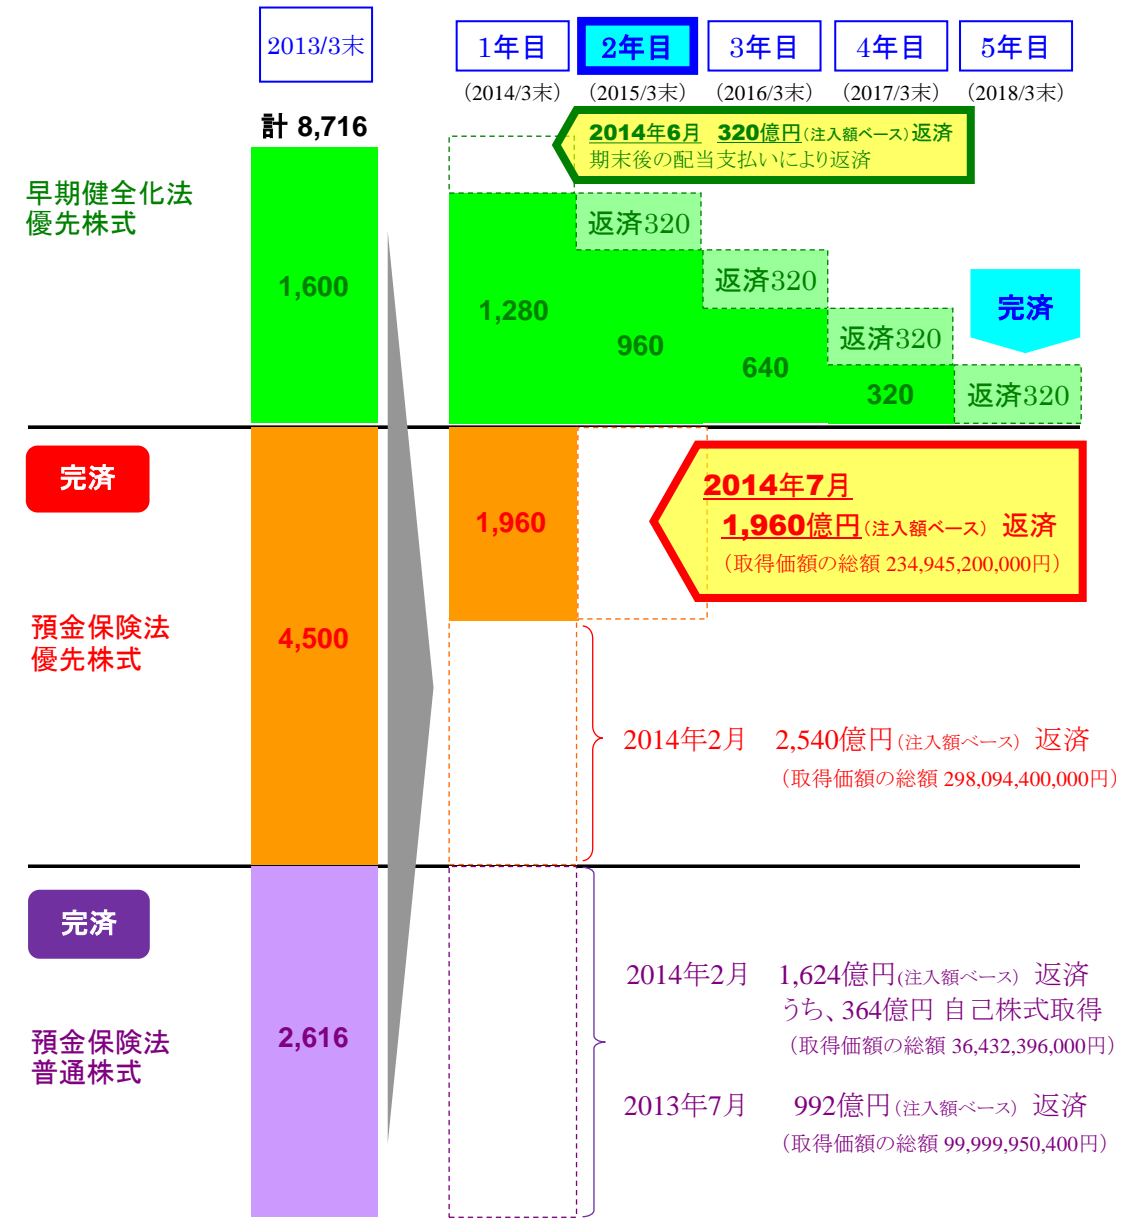 2013/3末
1年目
2年目
3年目
4年目
5年目
（2014/3末）
（2015/3末）
（2016/3末）
（2017/3末）
（2018/3末）
計 8,716
2014年6月 320億円(注入額ベース)返済
期末後の配当支払いにより返済
早期健全化法
優先株式
1,600
1,280
960
640
320
返済320
返済320
返済320
返済320
完済
完済
預金保険法
優先株式
4,500
1,960
2014年7月
1,960億円(注入額ベース) 返済
（取得価額の総額 234,945,200,000円）
2014年2月 2,540億円(注入額ベース) 返済
（取得価額の総額 298,094,400,000円）
完済
預金保険法
普通株式
2,616
2014年2月 1,624億円(注入額ベース) 返済
うち、364億円 自己株式取得
（取得価額の総額 36,432,396,000円）
2013年7月 992億円(注入額ベース) 返済
（取得価額の総額 99,999,950,400円）